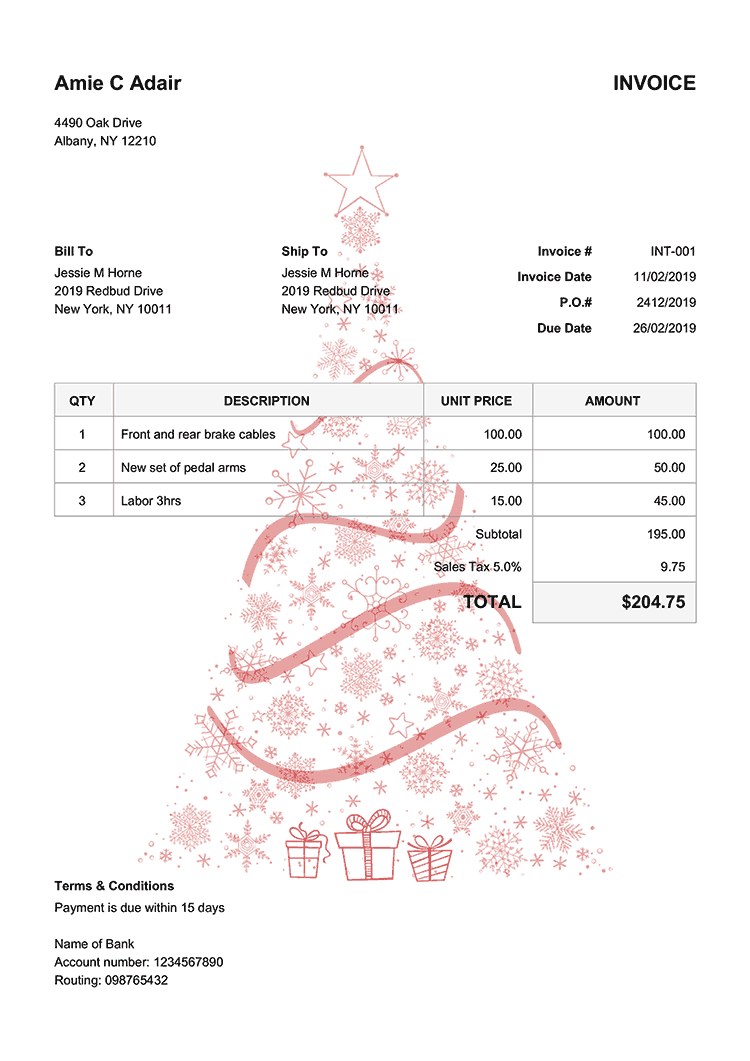 Amie C Adair
INVOICE
4490 Oak Drive
Albany, NY 12210
Bill To
Jessie M Horne
2019 Redbud Drive
New York, NY 10011
Ship To
Jessie M Horne
2019 Redbud Drive
New York, NY 10011
Invoice # INT-001
Invoice Date 11/02/2019
P.O.# 2412/2019
Due Date 26/02/2019
QTY DESCRIPTION UNIT PRICE AMOUNT
1 Front and rear brake cables 100.00 100.00
2 New set of pedal arms 25.00 50.00
3 Labor 3hrs 15.00 45.00
Subtotal 195.00
Sales Tax 5.0% 9.75
TOTAL $204.75
Terms & Conditions
Payment is due within 15 days
Name of Bank
Account number: 1234567890
Routing: 098765432